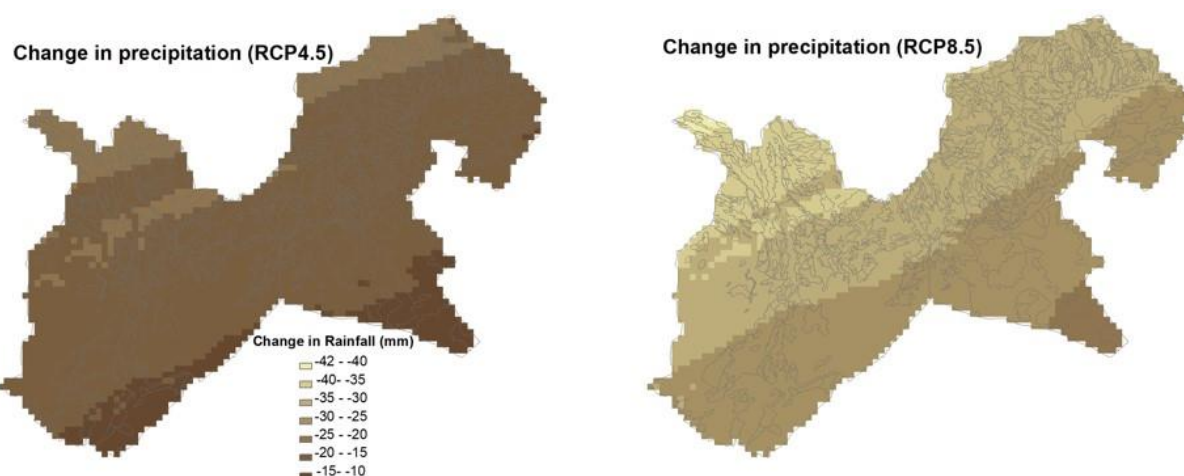 Change in precipitation (RCP4.5)
Change in precipitation (RCP8.5)
Change in Rainfall (mm)
-42 - -40
-40- -35
-35 - -30
-30 - -25
-25 - -20
-20 - -15
-15 - -10